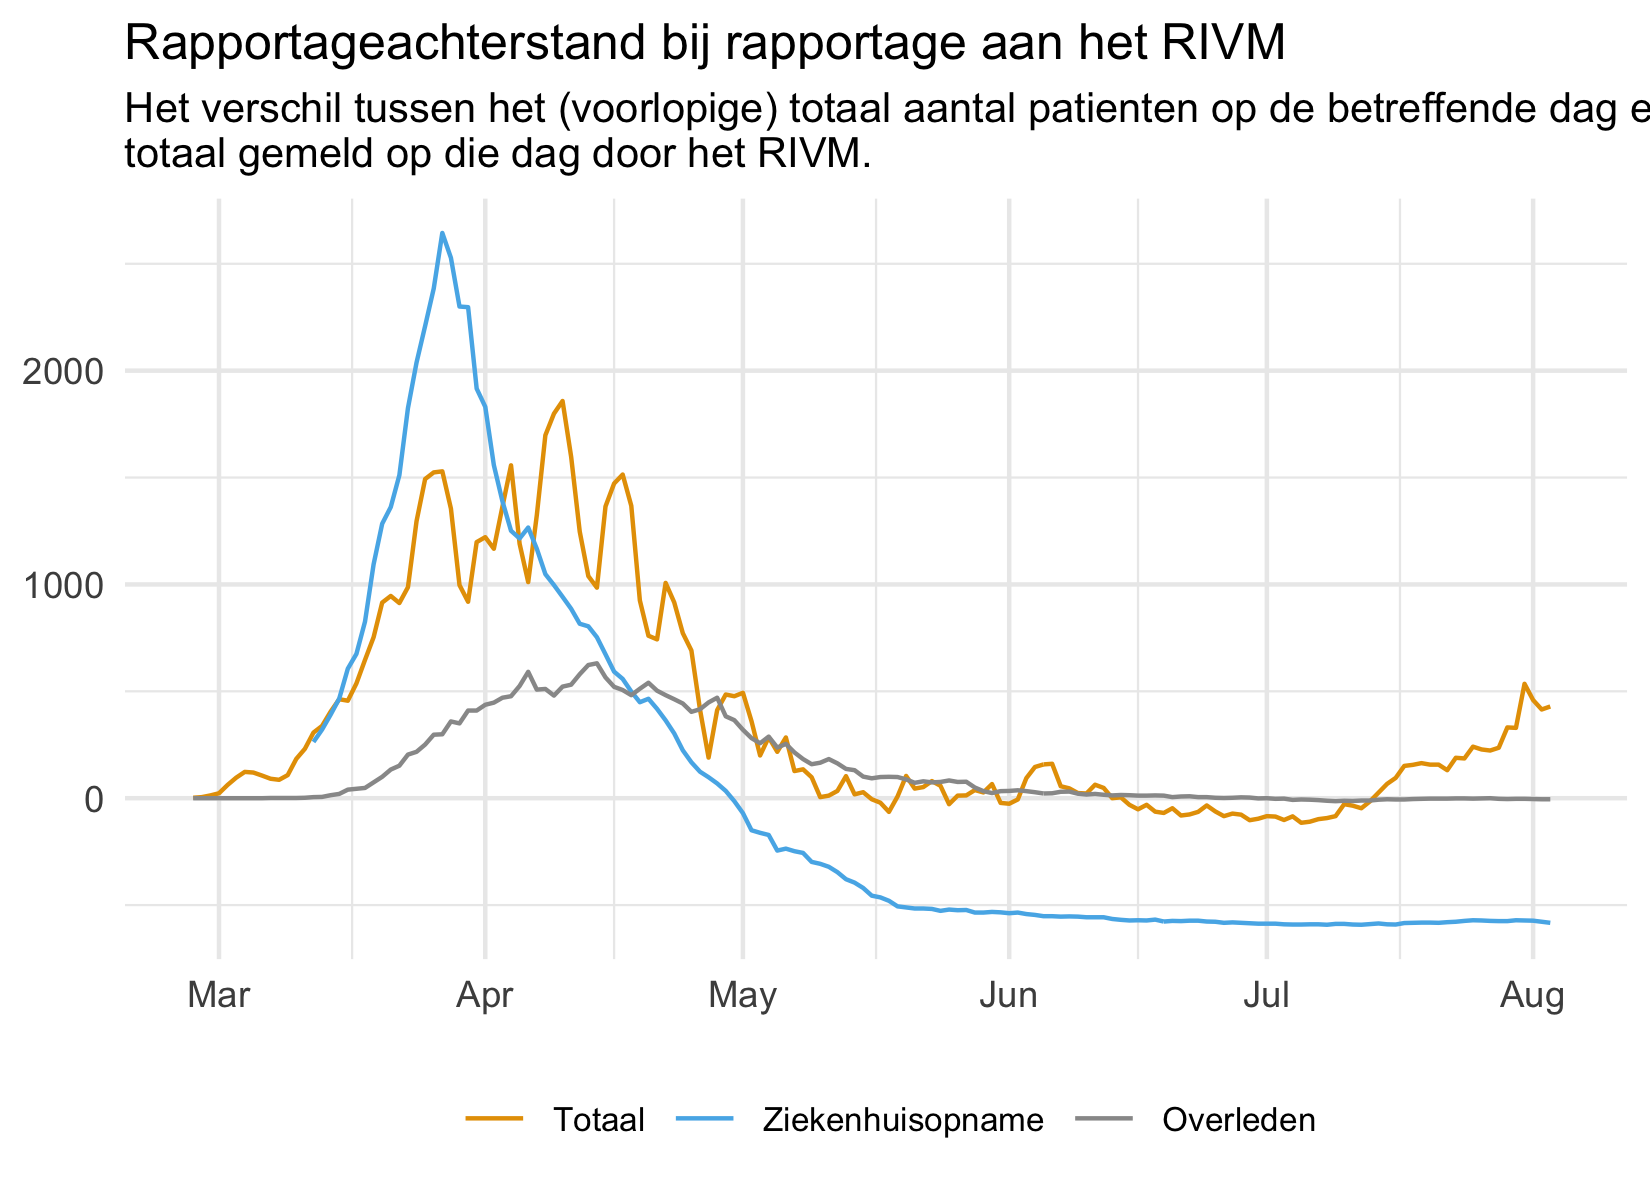 Rapportageachterstand bij rapportage aan het RIVM
Het verschil tussen het (voorlopige) totaal aantal patienten op de betreffende dag e
totaal gemeld op die dag door het RIVM.
2000
1000
0
Mar Apr May Jun Jul Aug
Totaal Ziekenhuisopname Overleden